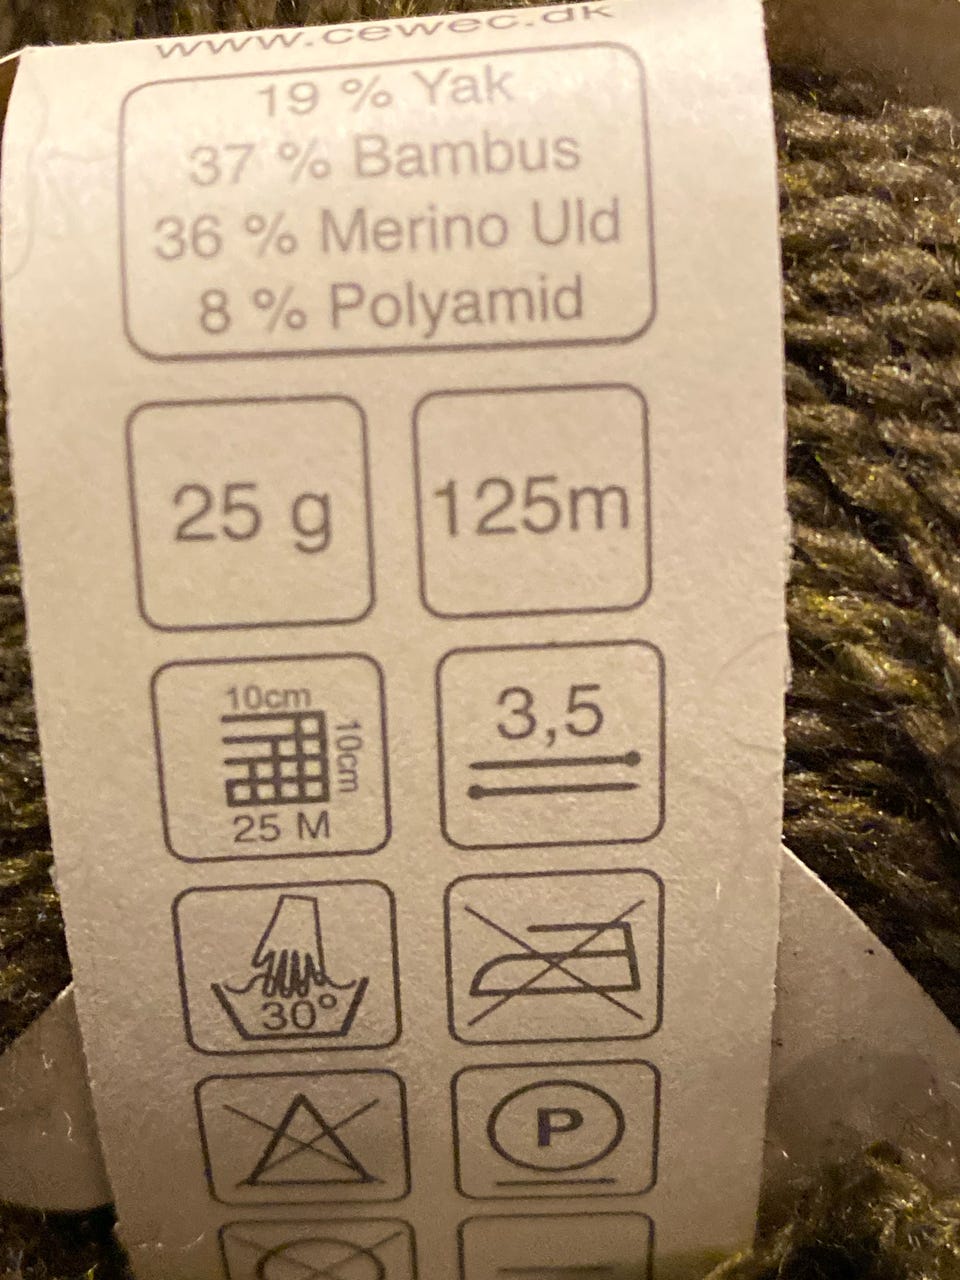 www.cewec.dk
19 % Yak
37 % Bambus
36 % Merino Uld
8 % Polyamid
25 g
125m
10cm
10cm
25 M
3,5
30°
P